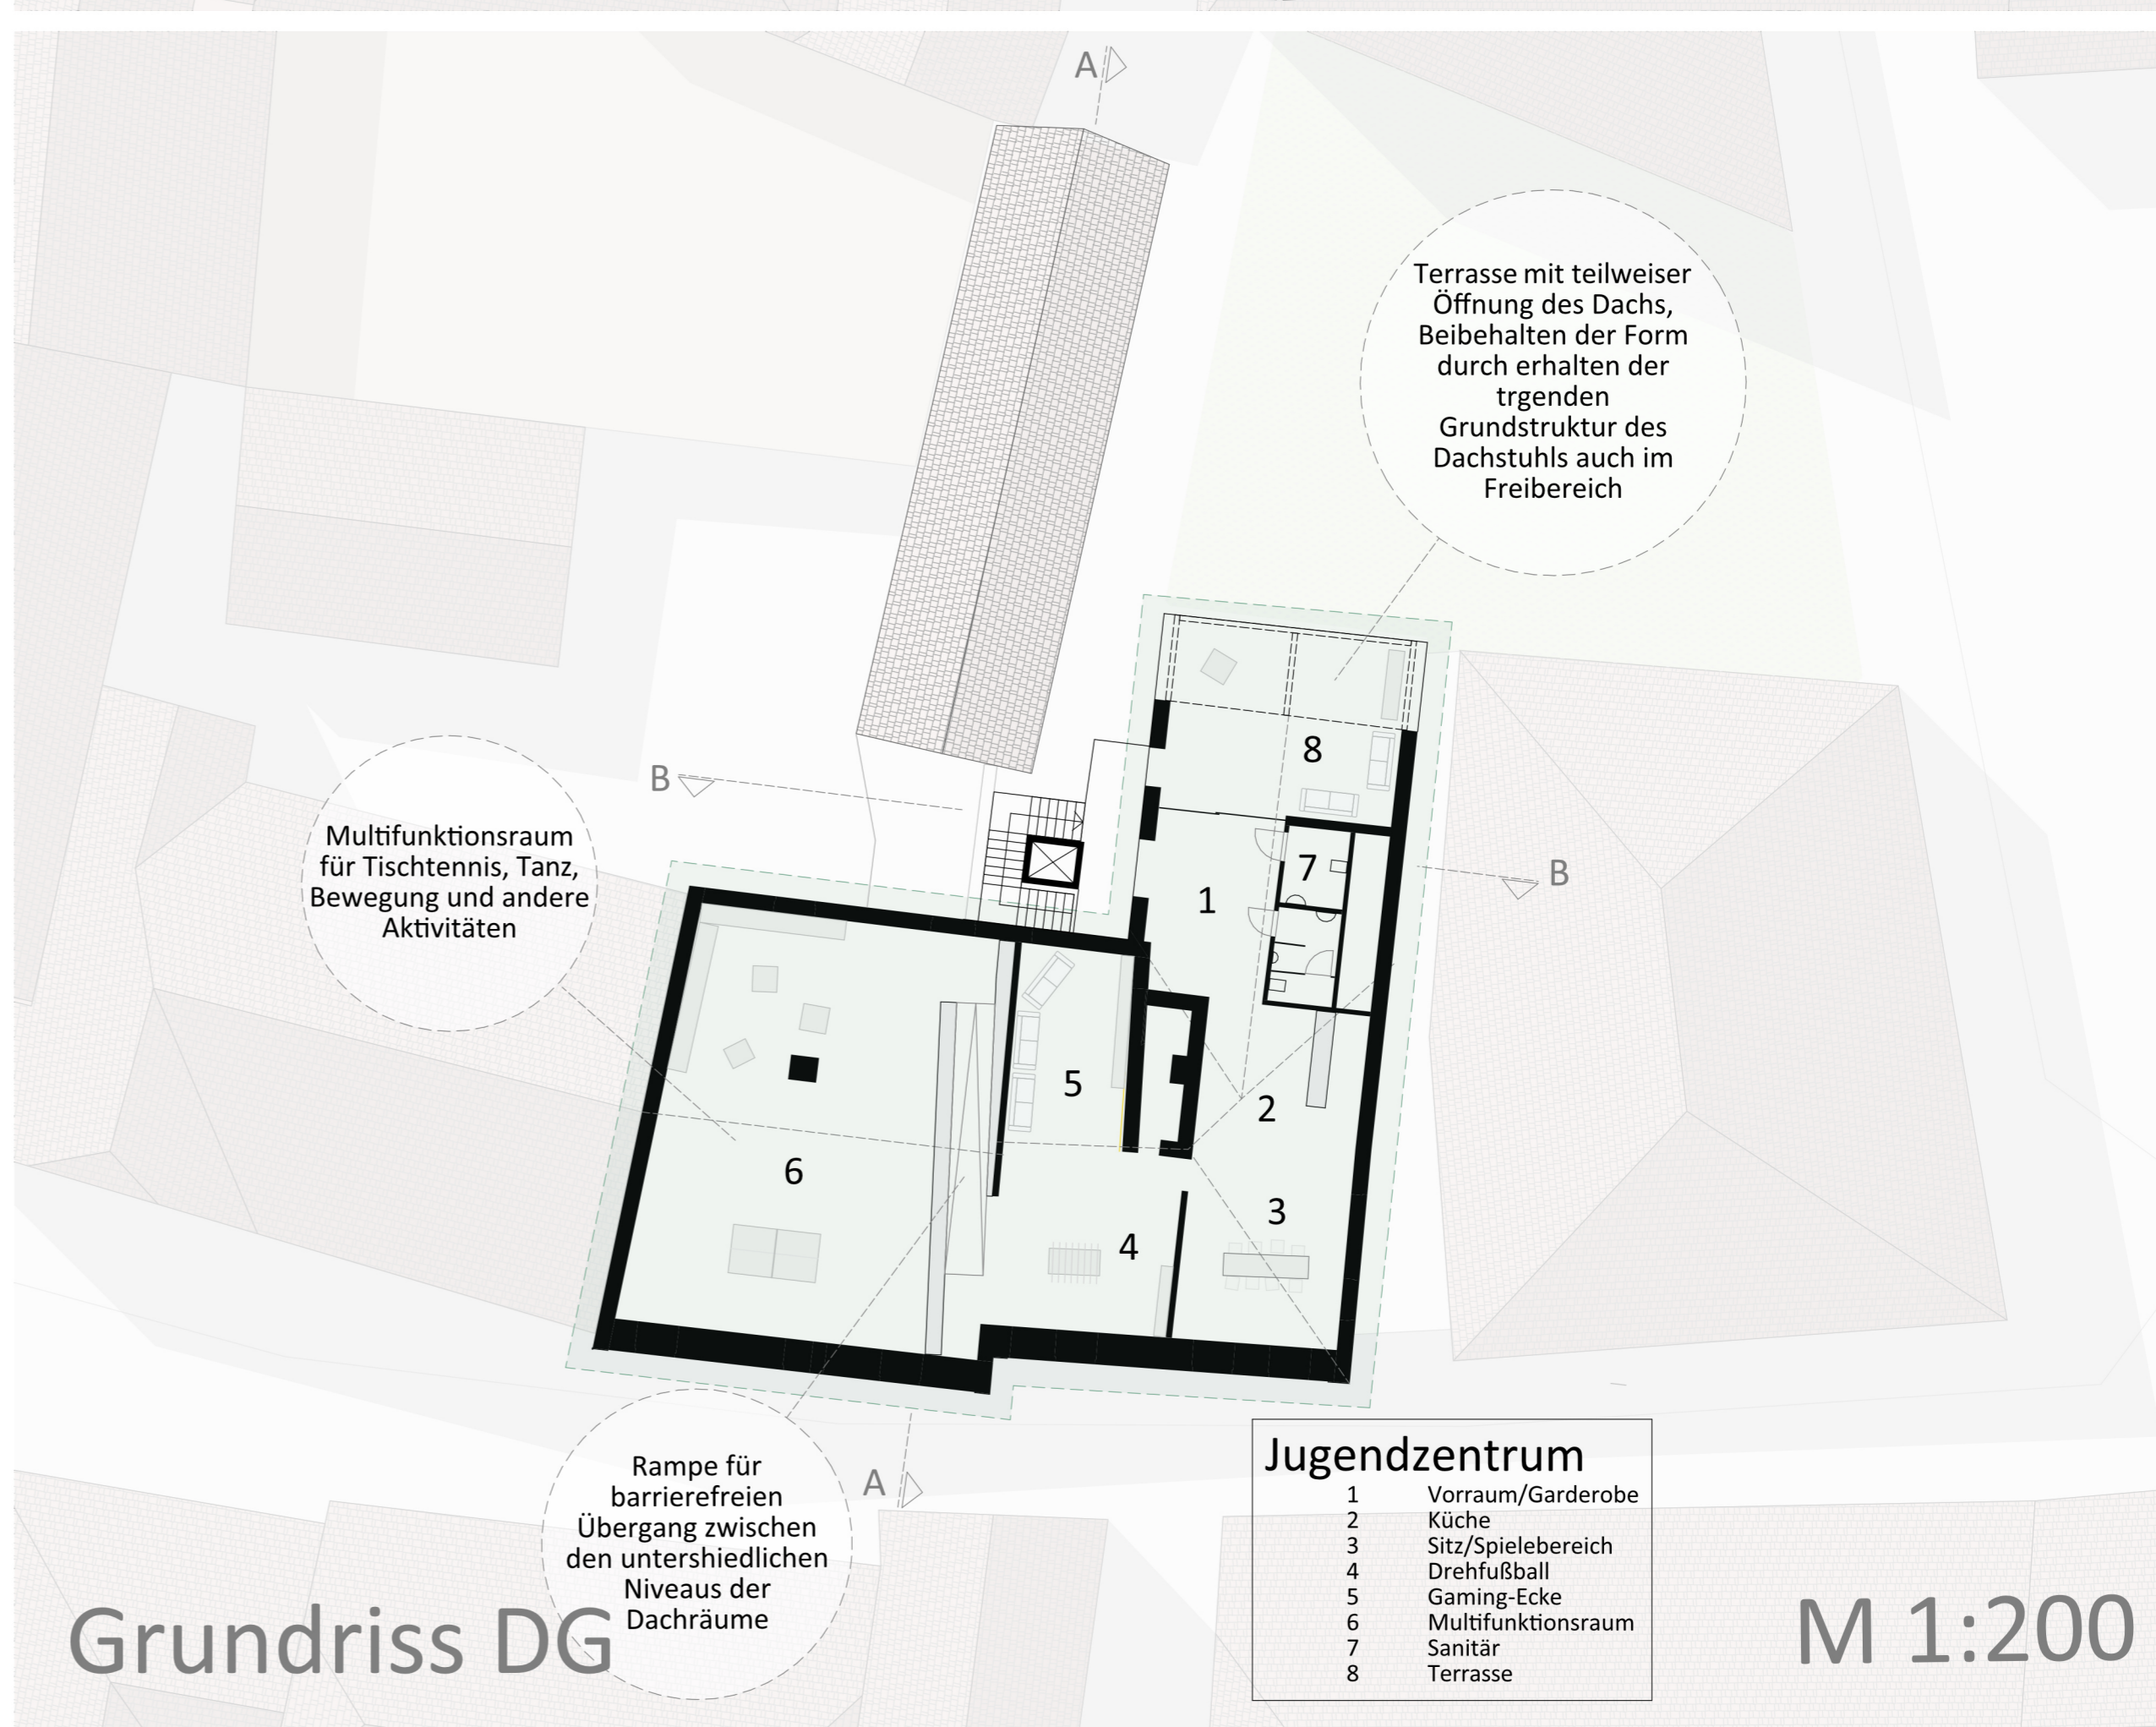 A
Terrasse mit teilweiser
Öffnung des Dachs,
Beibehalten der Form
durch erhalten der
trgenden
Grundstruktur des
Dachstuhls auch im
Freibereich
B
8
Multifunktionsraum
für Tischtennis, Tanz,
Bewegung und andere
Aktivitäten
7
B
1
5
2
6
3
4
A
Rampe für
barrierefreien
Übergang zwischen
den untershiedlichen
Niveaus der
Dachräume
Jugendzentrum
1 Vorraum/Garderobe
2 Küche
3 Sitz/Spielebereich
4 Drehfußball
5 Gaming-Ecke
6 Multifunktionsraum
7 Sanitär
8 Terrasse
Grundriss DG
M 1:200